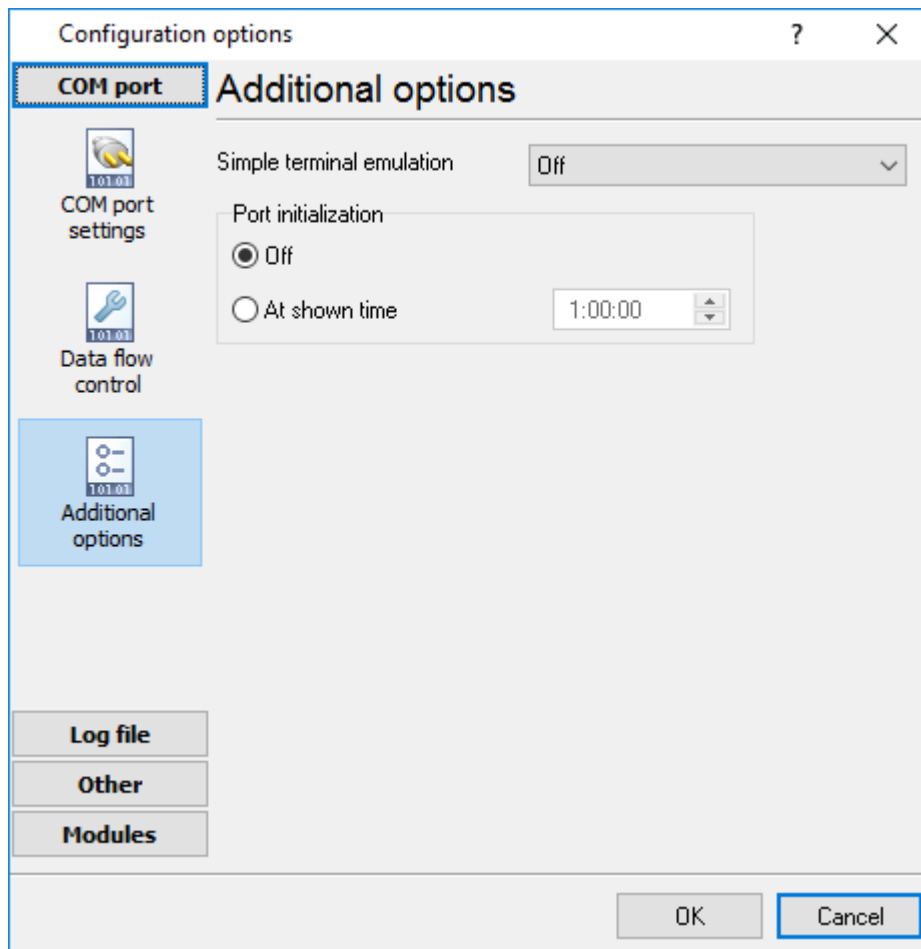 Configuration options
?
COM port
Additional options
101.01
COM port
settings
101.01
Data flow
control
101.01
Additional
options
Simple terminal emulation
Off
Port initialization
Off
At shown time
1:00:00
Log file
Other
Modules
OK
Cancel